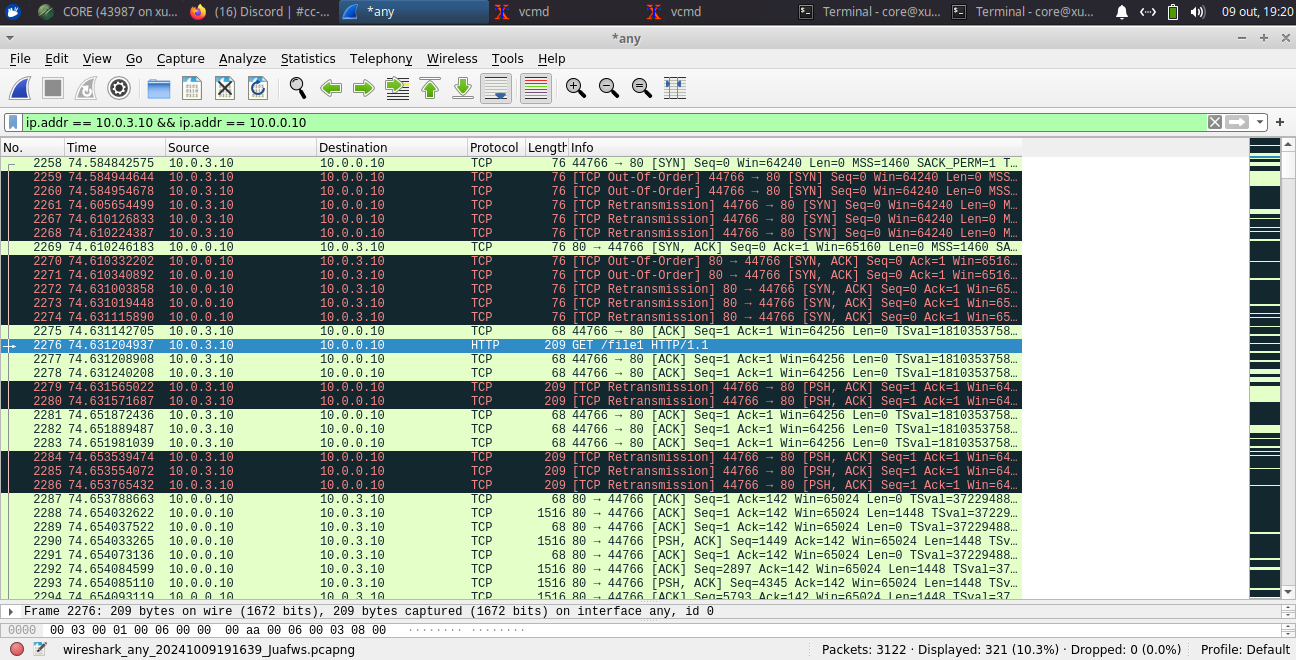 CORE (43987 on xu...
(16) Discord | #cc-...
*any
vcmd
vcmd
Terminal - core@xu...
Terminal - core@xu...
09 out, 19:20
*any
File Edit View Go Capture Analyze Statistics Telephony Wireless Tools Help
ip.addr == 10.0.3.10 && ip.addr == 10.0.0.10
No. Time Source Destination Protocol Length Info
2258 74.584842575 10.0.3.10 10.0.0.10 TCP 76 44766 → 80 [SYN] Seq=0 Win=64240 Len=0 MSS=1460 SACK_PERM=1 T…
2259 74.584944644 10.0.3.10 10.0.0.10 TCP 76 [TCP Out-Of-Order] 44766 → 80 [SYN] Seq=0 Win=64240 Len=0 MSS…
2260 74.584954678 10.0.3.10 10.0.0.10 TCP 76 [TCP Out-Of-Order] 44766 → 80 [SYN] Seq=0 Win=64240 Len=0 MSS…
2261 74.605654499 10.0.3.10 10.0.0.10 TCP 76 [TCP Retransmission] 44766 → 80 [SYN] Seq=0 Win=64240 Len=0 M…
2267 74.610126833 10.0.3.10 10.0.0.10 TCP 76 [TCP Retransmission] 44766 → 80 [SYN] Seq=0 Win=64240 Len=0 M…
2268 74.610224387 10.0.3.10 10.0.0.10 TCP 76 [TCP Retransmission] 44766 → 80 [SYN] Seq=0 Win=64240 Len=0 M…
2269 74.610246183 10.0.0.10 10.0.3.10 TCP 76 80 → 44766 [SYN, ACK] Seq=0 Ack=1 Win=65160 Len=0 MSS=1460 SA…
2270 74.610332202 10.0.0.10 10.0.3.10 TCP 76 [TCP Out-Of-Order] 80 → 44766 [SYN, ACK] Seq=0 Ack=1 Win=6516…
2271 74.610340892 10.0.0.10 10.0.3.10 TCP 76 [TCP Out-Of-Order] 80 → 44766 [SYN, ACK] Seq=0 Ack=1 Win=6516…
2272 74.631003858 10.0.0.10 10.0.3.10 TCP 76 [TCP Retransmission] 80 → 44766 [SYN, ACK] Seq=0 Ack=1 Win=65…
2273 74.631019448 10.0.0.10 10.0.3.10 TCP 76 [TCP Retransmission] 80 → 44766 [SYN, ACK] Seq=0 Ack=1 Win=65…
2274 74.631115890 10.0.0.10 10.0.3.10 TCP 76 [TCP Retransmission] 80 → 44766 [SYN, ACK] Seq=0 Ack=1 Win=65…
2275 74.631142705 10.0.3.10 10.0.0.10 TCP 68 44766 → 80 [ACK] Seq=1 Ack=1 Win=64256 Len=0 TSval=1810353758…
2276 74.631204937 10.0.3.10 10.0.0.10 HTTP 209 GET /file1 HTTP/1.1
2277 74.631208908 10.0.3.10 10.0.0.10 TCP 68 44766 → 80 [ACK] Seq=1 Ack=1 Win=64256 Len=0 TSval=1810353758…
2278 74.631240208 10.0.3.10 10.0.0.10 TCP 68 44766 → 80 [ACK] Seq=1 Ack=1 Win=64256 Len=0 TSval=1810353758…
2279 74.631565022 10.0.3.10 10.0.0.10 TCP 209 [TCP Retransmission] 44766 → 80 [PSH, ACK] Seq=1 Ack=1 Win=64…
2280 74.631571687 10.0.3.10 10.0.0.10 TCP 209 [TCP Retransmission] 44766 → 80 [PSH, ACK] Seq=1 Ack=1 Win=64…
2281 74.651872436 10.0.3.10 10.0.0.10 TCP 68 44766 → 80 [ACK] Seq=1 Ack=1 Win=64256 Len=0 TSval=1810353758…
2282 74.651889487 10.0.3.10 10.0.0.10 TCP 68 44766 → 80 [ACK] Seq=1 Ack=1 Win=64256 Len=0 TSval=1810353758…
2283 74.651981039 10.0.3.10 10.0.0.10 TCP 68 44766 → 80 [ACK] Seq=1 Ack=1 Win=64256 Len=0 TSval=1810353758…
2284 74.653539474 10.0.3.10 10.0.0.10 TCP 209 [TCP Retransmission] 44766 → 80 [PSH, ACK] Seq=1 Ack=1 Win=64…
2285 74.653554072 10.0.3.10 10.0.0.10 TCP 209 [TCP Retransmission] 44766 → 80 [PSH, ACK] Seq=1 Ack=1 Win=64…
2286 74.653765432 10.0.3.10 10.0.0.10 TCP 209 [TCP Retransmission] 44766 → 80 [PSH, ACK] Seq=1 Ack=1 Win=64…
2287 74.653788663 10.0.0.10 10.0.3.10 TCP 68 80 → 44766 [ACK] Seq=1 Ack=142 Win=65024 Len=0 TSval=37229488…
2288 74.654032622 10.0.0.10 10.0.3.10 TCP 1516 80 → 44766 [ACK] Seq=1 Ack=142 Win=65024 Len=1448 TSval=37229…
2289 74.654037522 10.0.0.10 10.0.3.10 TCP 68 80 → 44766 [ACK] Seq=1 Ack=142 Win=65024 Len=0 TSval=37229488…
2290 74.654033265 10.0.0.10 10.0.3.10 TCP 1516 80 → 44766 [PSH, ACK] Seq=1449 Ack=142 Win=65024 Len=1448 TSv…
2291 74.654073136 10.0.0.10 10.0.3.10 TCP 68 80 → 44766 [ACK] Seq=1 Ack=142 Win=65024 Len=0 TSval=37229488…
2292 74.654084599 10.0.0.10 10.0.3.10 TCP 1516 80 → 44766 [ACK] Seq=2897 Ack=142 Win=65024 Len=1448 TSval=37…
2293 74.654085110 10.0.0.10 10.0.3.10 TCP 1516 80 → 44766 [PSH, ACK] Seq=4345 Ack=142 Win=65024 Len=1448 TSv…
2294 74.654093119 10.0.0.10 10.0.3.10 TCP 1516 80 → 44766 [ACK] Seq=5793 Ack=142 Win=65024 Len=1448 TSval=37…
Frame 2276: 209 bytes on wire (1672 bits), 209 bytes captured (1672 bits) on interface any, id 0
0000 00 03 00 01 00 06 00 00 00 aa 00 06 00 03 08 00 ········ ········
wireshark_any_20241009191639_Juafws.pcapng
Packets: 3122 · Displayed: 321 (10.3%) · Dropped: 0 (0.0%)
Profile: Default